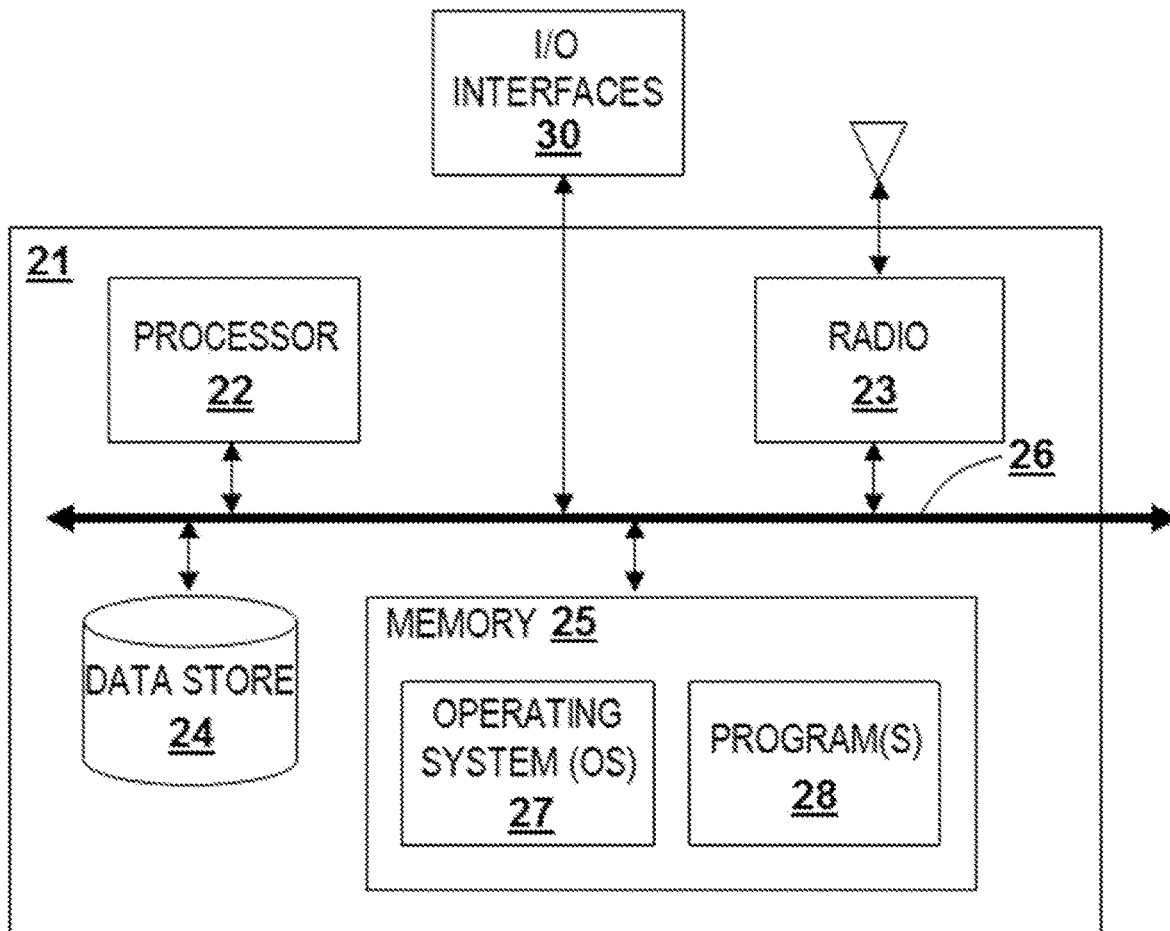 I/O
INTERFACES
30
21
PROCESSOR
22
RADIO
23
26
DATA STORE
24
MEMORY 25
OPERATING
SYSTEM (OS)
27
PROGRAM(S)
28